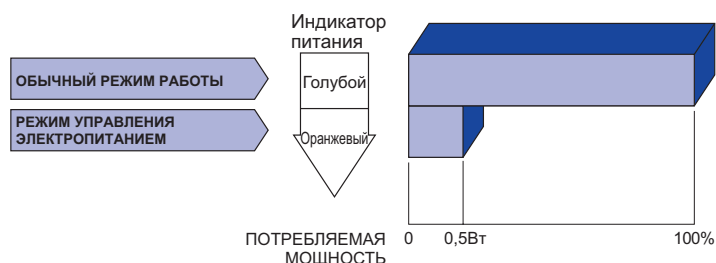 Индикатор
питания
ОБЫЧНЫЙ РЕЖИМ РАБОТЫ
Голубой
РЕЖИМ УПРАВЛЕНИЯ
ЭЛЕКТРОПИТАНИЕМ
Оранжевый
ПОТРЕБЛЯЕМАЯ
МОЩНОСТЬ
0
0,5Вт
100%